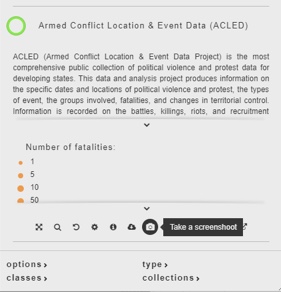 Armed Conflict Location & Event Data (ACLED)
ACLED (Armed Conflict Location & Event Data Project) is the most
comprehensive public collection of political violence and protest data for
developing states. This data and analysis project produces information on
the specific dates and locations of political violence and protest, the types
of event, the groups involved, fatalities, and changes in territorial control.
Information is recorded on the battles, killings, riots, and recruitment
Number of fatalities:
1
5
10
50
Take a screenshoot
options
type
classes
collections